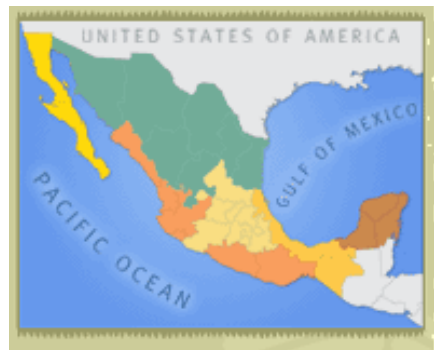 UNITED STATES OF AMERICA
GULF OF MEXICO
PACIFIC OCEAN